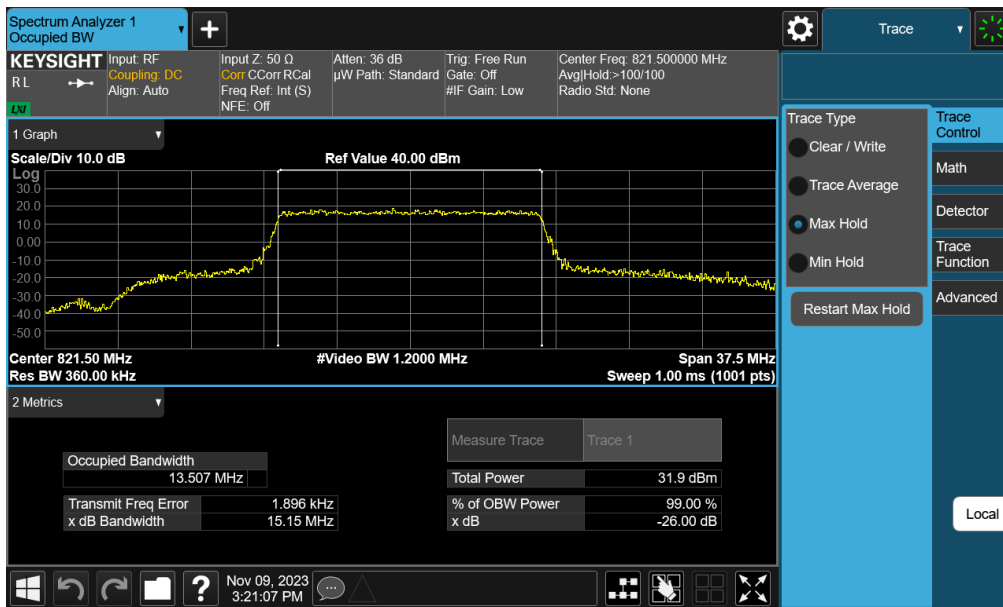 Spectrum Analyzer 1
Occupied BW
Trace
KEYSIGHT
RL
LXI
Input: RF
Coupling: DC
Align: Auto
Input Z: 50 Ω
Corr CCorr RCal
Freq Ref: Int (S)
NFE: Off
Atten: 36 dB
µW Path: Standard
Trig: Free Run
Gate: Off
#IF Gain: Low
Center Freq: 821.500000 MHz
Avg|Hold:>100/100
Radio Std: None
1 Graph
Scale/Div 10.0 dB
Ref Value 40.00 dBm
Log
30.0
20.0
10.0
0.00
-10.0
-20.0
-30.0
-40.0
-50.0
Center 821.50 MHz
#Video BW 1.2000 MHz
Span 37.5 MHz
Res BW 360.00 kHz
Sweep 1.00 ms (1001 pts)
2 Metrics
Measure Trace
Trace 1
Occupied Bandwidth
13.507 MHz
Total Power
31.9 dBm
Transmit Freq Error
1.896 kHz
% of OBW Power
99.00 %
x dB Bandwidth
15.15 MHz
x dB
-26.00 dB
?
Nov 09, 2023
3:21:07 PM
Trace Type
Clear / Write
Trace Average
Max Hold
Min Hold
Restart Max Hold
Trace
Control
Math
Detector
Trace
Function
Advanced
Local